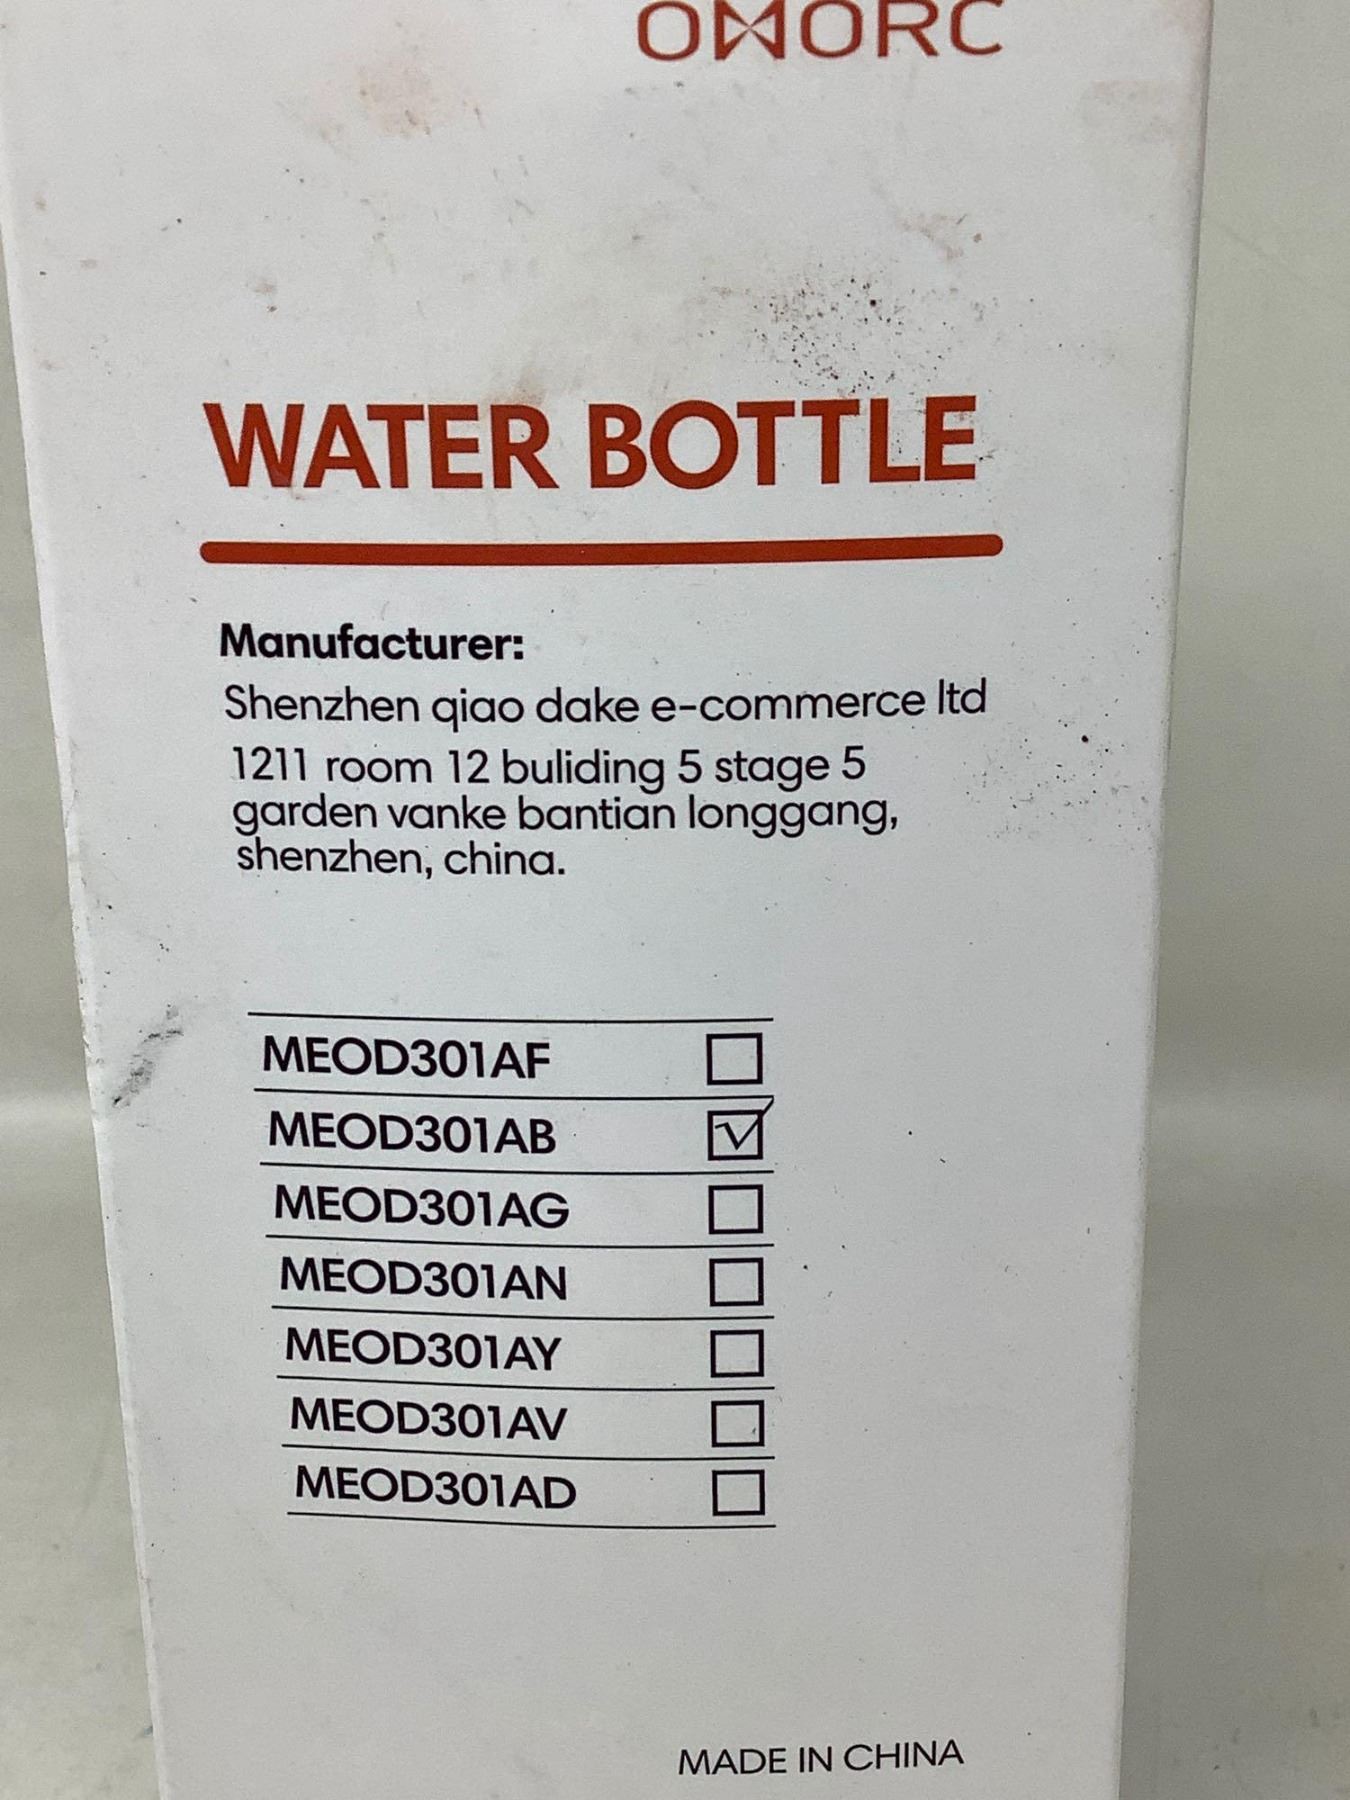 OMORC
WATER BOTTLE
Manufacturer:
Shenzhen qiao dake e-commerce ltd
1211 room 12 buliding 5 stage 5
garden vanke bantian longgang,
shenzhen, china.
MEOD301AF
MEOD301AB
MEOD301AG
MEOD301AN
MEOD301AY
MEOD301AV
MEOD301AD
MADE IN CHINA